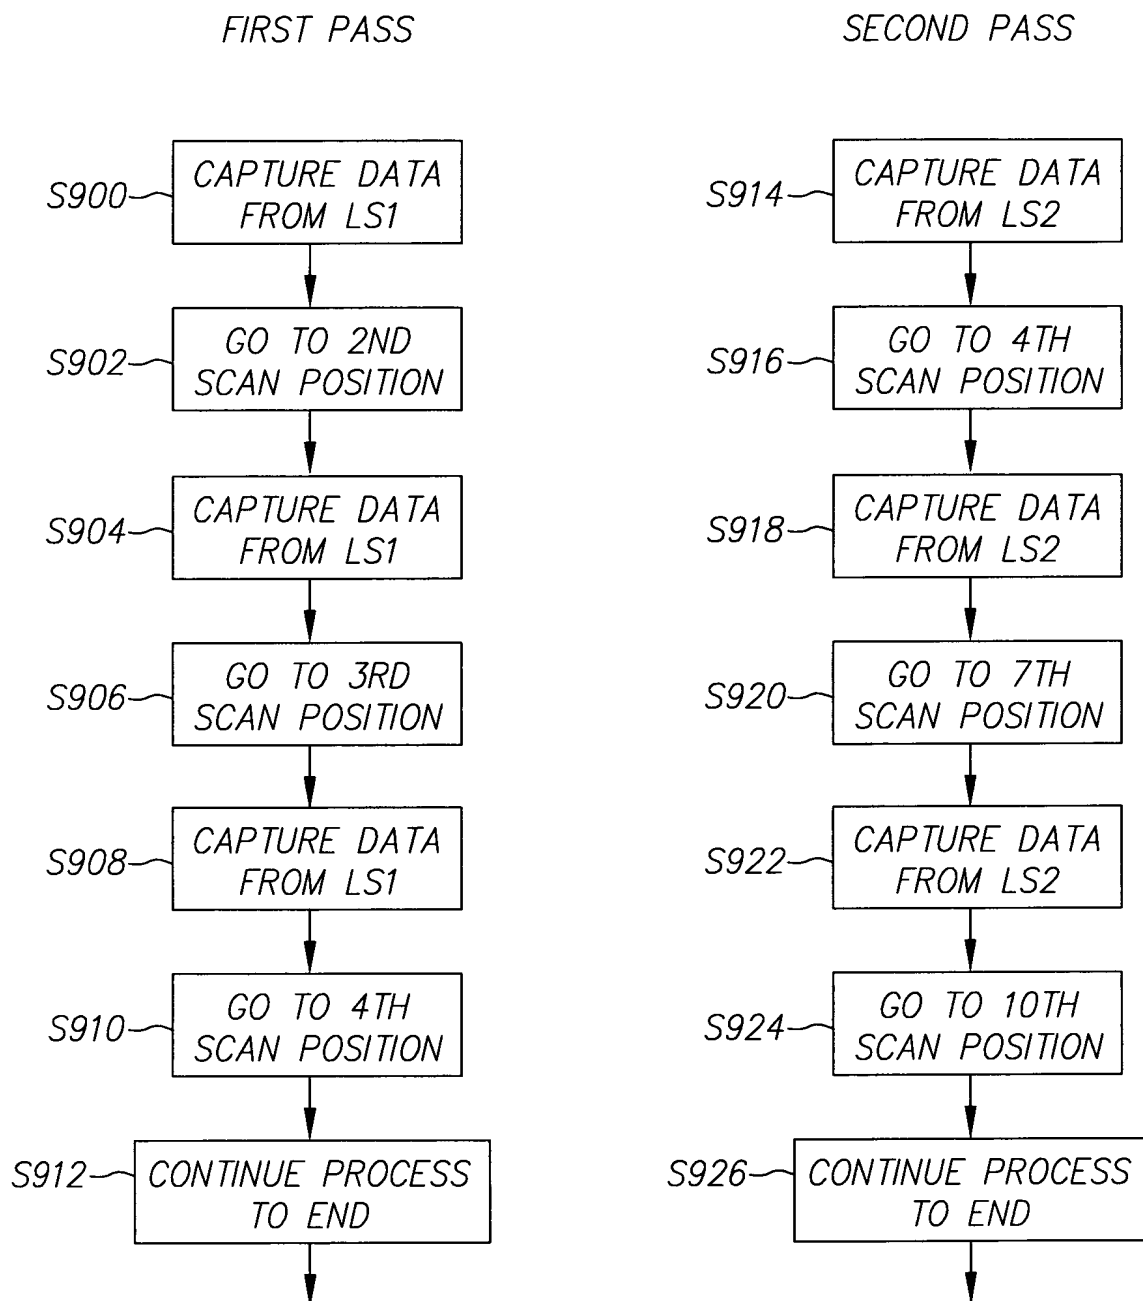 FIRST PASS
S900
CAPTURE DATA
FROM LS1
S902
GO TO 2ND
SCAN POSITION
S904
CAPTURE DATA
FROM LS1
S906
GO TO 3RD
SCAN POSITION
S908
CAPTURE DATA
FROM LS1
S910
GO TO 4TH
SCAN POSITION
S912
CONTINUE PROCESS
TO END
SECOND PASS
S914
CAPTURE DATA
FROM LS2
S916
GO TO 4TH
SCAN POSITION
S918
CAPTURE DATA
FROM LS2
S920
GO TO 7TH
SCAN POSITION
S922
CAPTURE DATA
FROM LS2
S924
GO TO 10TH
SCAN POSITION
S926
CONTINUE PROCESS
TO END